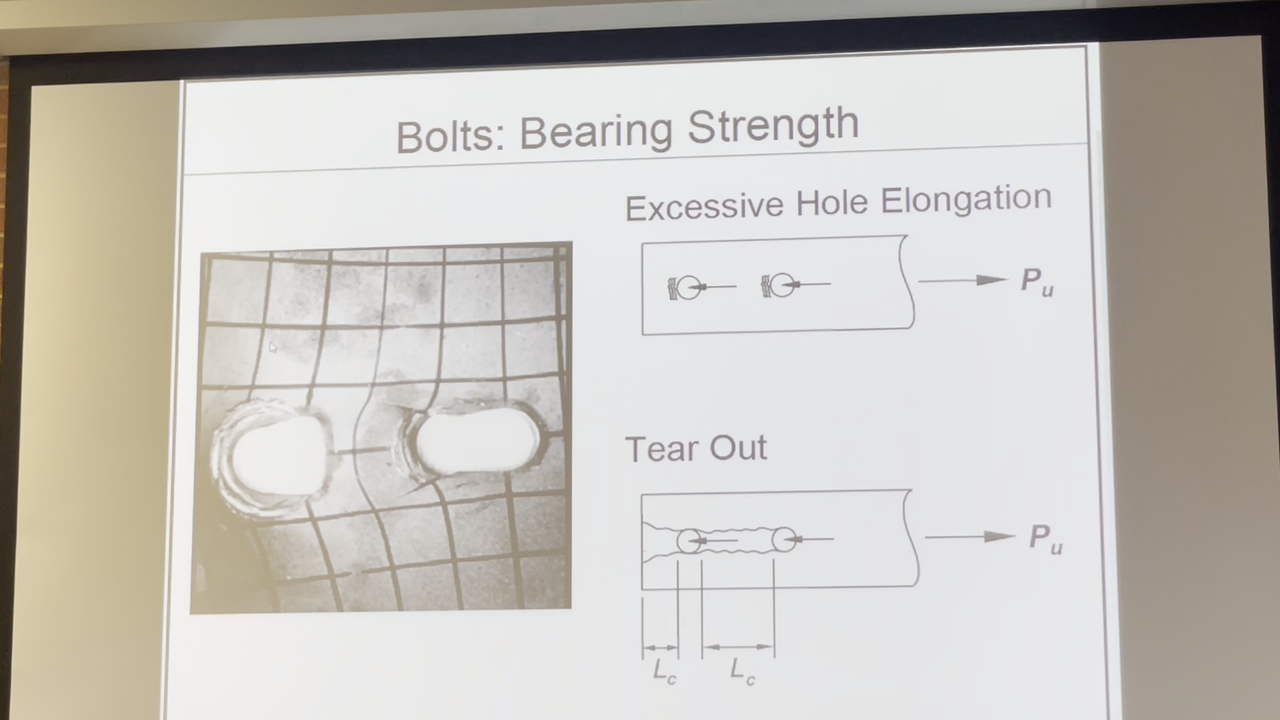 Bolts: Bearing Strength
Excessive Hole Elongation
Pu
Tear Out
Pu
Lc
Lc